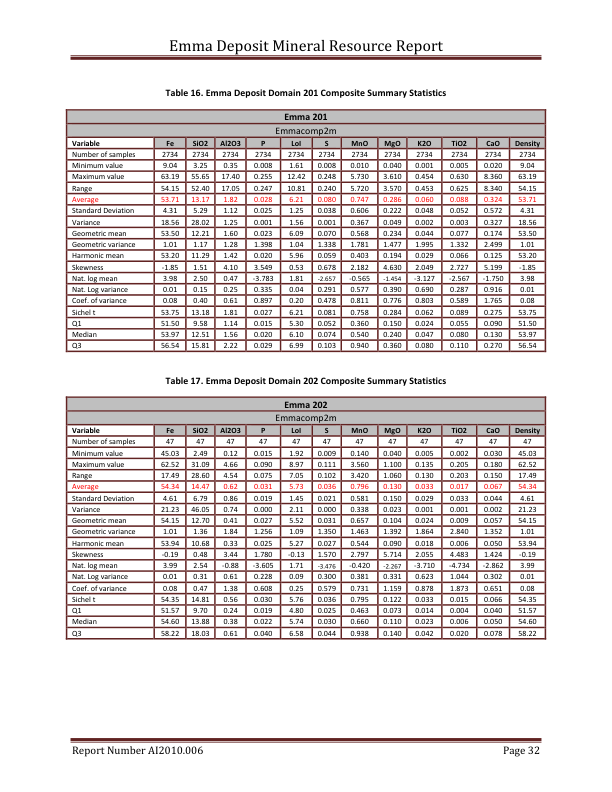 Emma Deposit Mineral Resource Report
Table 16. Emma Deposit Domain 201 Composite Summary Statistics
Emma 201
Emmacomp2m
Variable Fe SiO2 Al2O3 P LoI S MnO MgO K2O TiO2 CaO Density
Number of samples 2734 2734 2734 2734 2734 2734 2734 2734 2734 2734 2734 2734
Minimum value 9.04 3.25 0.35 0.008 1.61 0.008 0.010 0.040 0.001 0.005 0.020 9.04
Maximum value 63.19 55.65 17.40 0.255 12.42 0.248 5.730 3.610 0.454 0.630 8.360 63.19
Range 54.15 52.40 17.05 0.247 10.81 0.240 5.720 3.570 0.453 0.625 8.340 54.15
Average 53.71 13.17 1.82 0.028 6.21 0.080 0.747 0.286 0.060 0.088 0.324 53.71
Standard Deviation 4.31 5.29 1.12 0.025 1.25 0.038 0.606 0.222 0.048 0.052 0.572 4.31
Variance 18.56 28.02 1.25 0.001 1.56 0.001 0.367 0.049 0.002 0.003 0.327 18.56
Geometric mean 53.50 12.21 1.60 0.023 6.09 0.070 0.568 0.234 0.044 0.077 0.174 53.50
Geometric variance 1.01 1.17 1.28 1.398 1.04 1.338 1.781 1.477 1.995 1.332 2.499 1.01
Harmonic mean 53.20 11.29 1.42 0.020 5.96 0.059 0.403 0.194 0.029 0.066 0.125 53.20
Skewness -1.85 1.51 4.10 3.549 0.53 0.678 2.182 4.630 2.049 2.727 5.199 -1.85
Nat. log mean 3.98 2.50 0.47 -3.783 1.81 -2.657 -0.565 -1.454 -3.127 -2.567 -1.750 3.98
Nat. Log variance 0.01 0.15 0.25 0.335 0.04 0.291 0.577 0.390 0.690 0.287 0.916 0.01
Coef. of variance 0.08 0.40 0.61 0.897 0.20 0.478 0.811 0.776 0.803 0.589 1.765 0.08
Sichel t 53.75 13.18 1.81 0.027 6.21 0.081 0.758 0.284 0.062 0.089 0.275 53.75
Q1 51.50 9.58 1.14 0.015 5.30 0.052 0.360 0.150 0.024 0.055 0.090 51.50
Median 53.97 12.51 1.56 0.020 6.10 0.074 0.540 0.240 0.047 0.080 0.130 53.97
Q3 56.54 15.81 2.22 0.029 6.99 0.103 0.940 0.360 0.080 0.110 0.270 56.54
Table 17. Emma Deposit Domain 202 Composite Summary Statistics
Emma 202
Emmacomp2m
Variable Fe SiO2 Al2O3 P LoI S MnO MgO K2O TiO2 CaO Density
Number of samples 47 47 47 47 47 47 47 47 47 47 47 47
Minimum value 45.03 2.49 0.12 0.015 1.92 0.009 0.140 0.040 0.005 0.002 0.030 45.03
Maximum value 62.52 31.09 4.66 0.090 8.97 0.111 3.560 1.100 0.135 0.205 0.180 62.52
Range 17.49 28.60 4.54 0.075 7.05 0.102 3.420 1.060 0.130 0.203 0.150 17.49
Average 54.34 14.47 0.62 0.031 5.73 0.036 0.796 0.130 0.033 0.017 0.067 54.34
Standard Deviation 4.61 6.79 0.86 0.019 1.45 0.021 0.581 0.150 0.029 0.033 0.044 4.61
Variance 21.23 46.05 0.74 0.000 2.11 0.000 0.338 0.023 0.001 0.001 0.002 21.23
Geometric mean 54.15 12.70 0.41 0.027 5.52 0.031 0.657 0.104 0.024 0.009 0.057 54.15
Geometric variance 1.01 1.36 1.84 1.256 1.09 1.350 1.463 1.392 1.864 2.840 1.352 1.01
Harmonic mean 53.94 10.68 0.33 0.025 5.27 0.027 0.544 0.090 0.018 0.006 0.050 53.94
Skewness -0.19 0.48 3.44 1.780 -0.13 1.570 2.797 5.714 2.055 4.483 1.424 -0.19
Nat. log mean 3.99 2.54 -0.88 -3.605 1.71 -3.476 -0.420 -2.267 -3.710 -4.734 -2.862 3.99
Nat. Log variance 0.01 0.31 0.61 0.228 0.09 0.300 0.381 0.331 0.623 1.044 0.302 0.01
Coef. of variance 0.08 0.47 1.38 0.608 0.25 0.579 0.731 1.159 0.878 1.873 0.651 0.08
Sichel t 54.35 14.81 0.56 0.030 5.76 0.036 0.795 0.122 0.033 0.015 0.066 54.35
Q1 51.57 9.70 0.24 0.019 4.80 0.025 0.463 0.073 0.014 0.004 0.040 51.57
Median 54.60 13.88 0.38 0.022 5.74 0.030 0.660 0.110 0.023 0.006 0.050 54.60
Q3 58.22 18.03 0.61 0.040 6.58 0.044 0.938 0.140 0.042 0.020 0.078 58.22
Report Number AI2010.006 Page 32